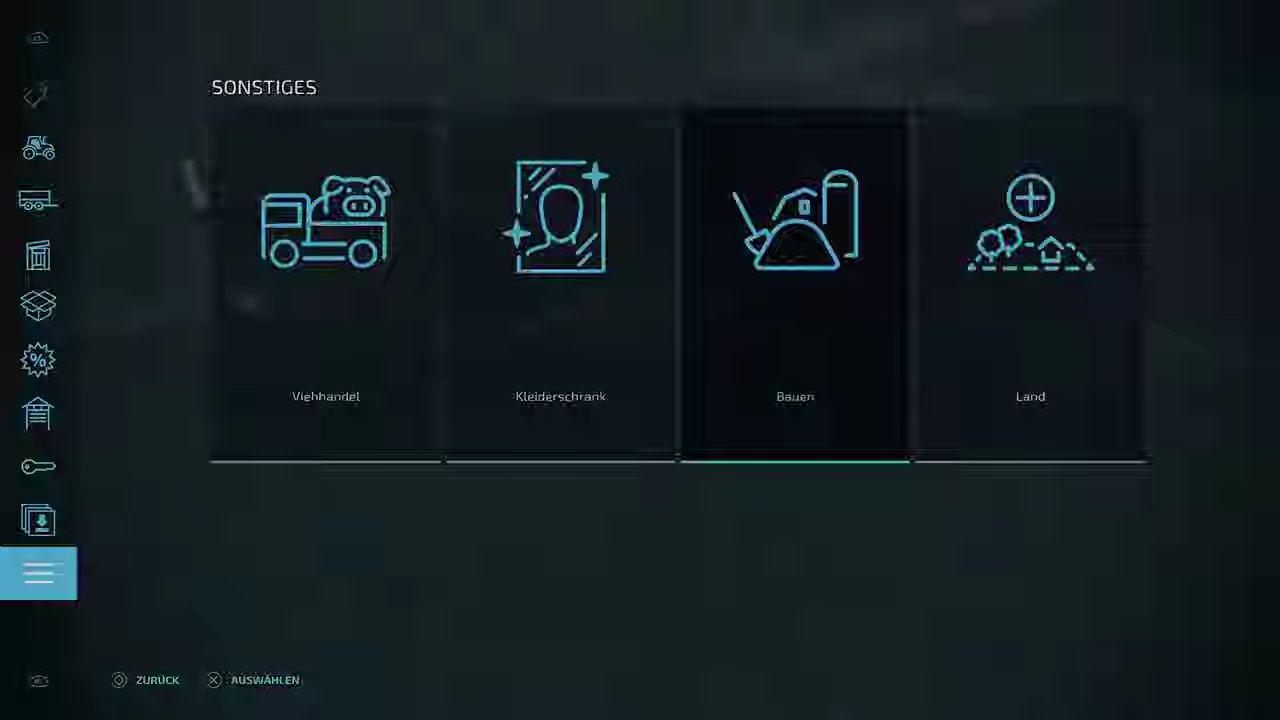 SONSTIGES
Viehhandel
Kleiderschrank
Bauen
Land
%
ZURÜCK
AUSWÄHLEN